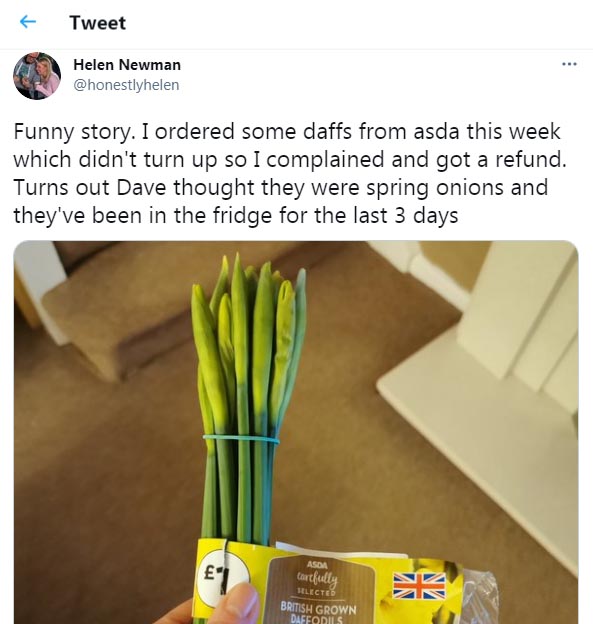 Tweet
Helen Newman
@honestlyhelen
Funny story. I ordered some daffs from asda this week
which didn't turn up so I complained and got a refund.
Turns out Dave thought they were spring onions and
they've been in the fridge for the last 3 days
£1
ASDA
carefully
SELECTED
BRITISH GROWN
DAFFODILS